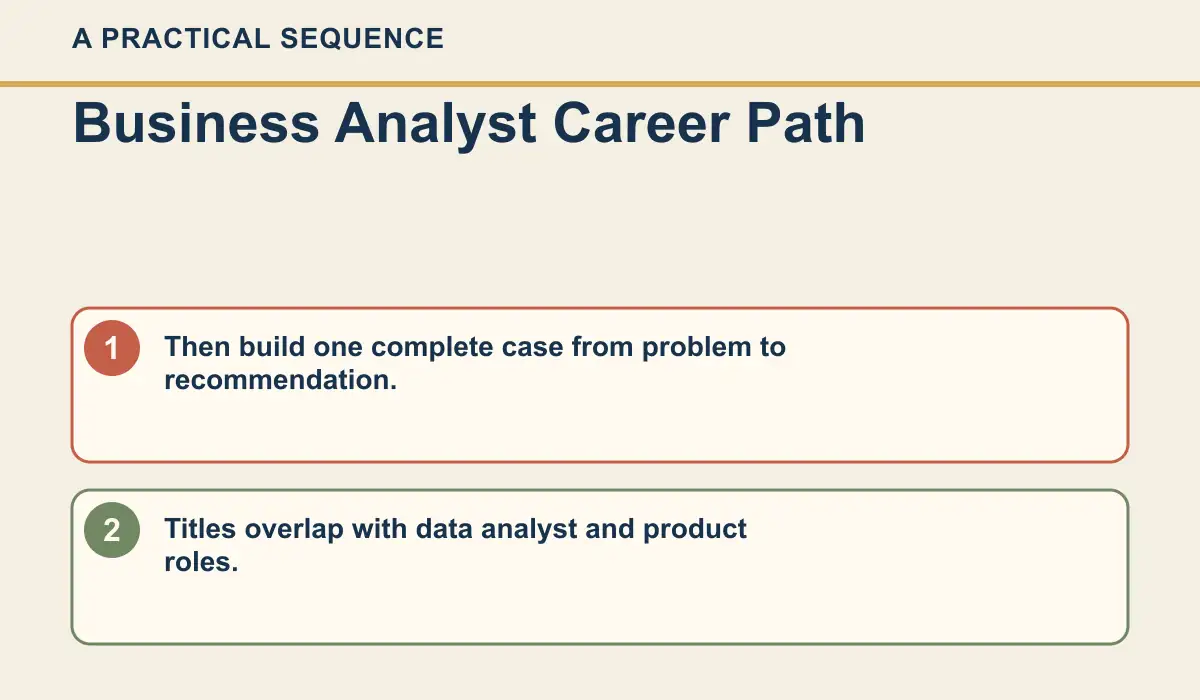 A PRACTICAL SEQUENCE
Business Analyst Career Path
1
Then build one complete case from problem to
recommendation.
2
Titles overlap with data analyst and product
roles.